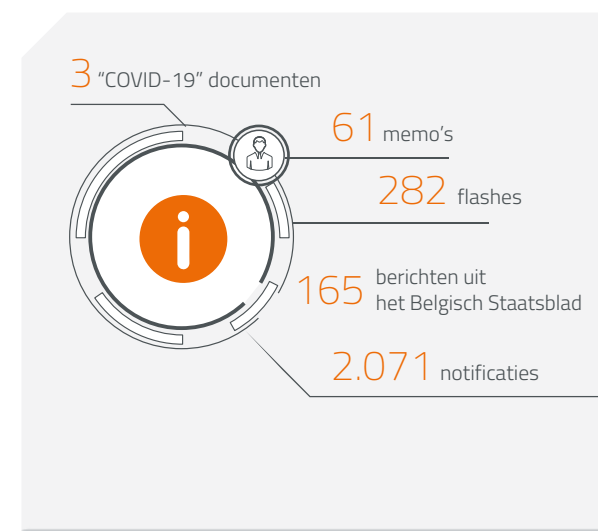 3 “COVID-19” documenten
61 memo’s
282 flashes
165 berichten uit
het Belgisch Staatsblad
2.071 notificaties